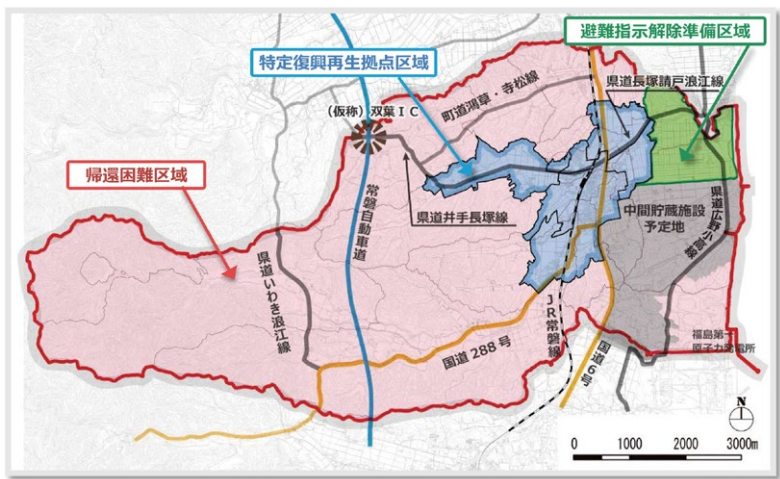 避難指示解除準備区域
特定復興再生拠点区域
県道長塚請戸浪江線
町道鴻草・寺松線
（仮称）双葉ＩＣ
帰還困難区域
県道井手長塚線
常磐自動車道
中間貯蔵施設
予定地
県道広野小高線
県道いわき浪江線
ＪＲ常磐線
国道288号
国道6号
福島第一
原子力発電所
N
0 1000 2000 3000m